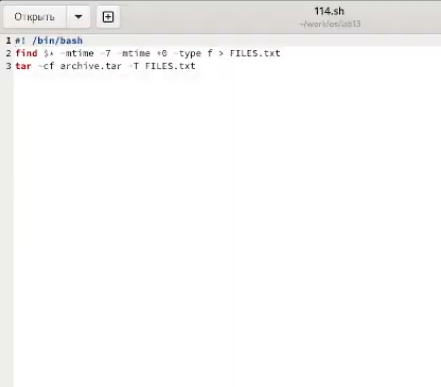 Открыть
114.sh
~/work/os/lab13
1 #! /bin/bash
2 find $* -mtime -7 -mtime +0 -type f > FILES.txt
3 tar -cf archive.tar -T FILES.txt